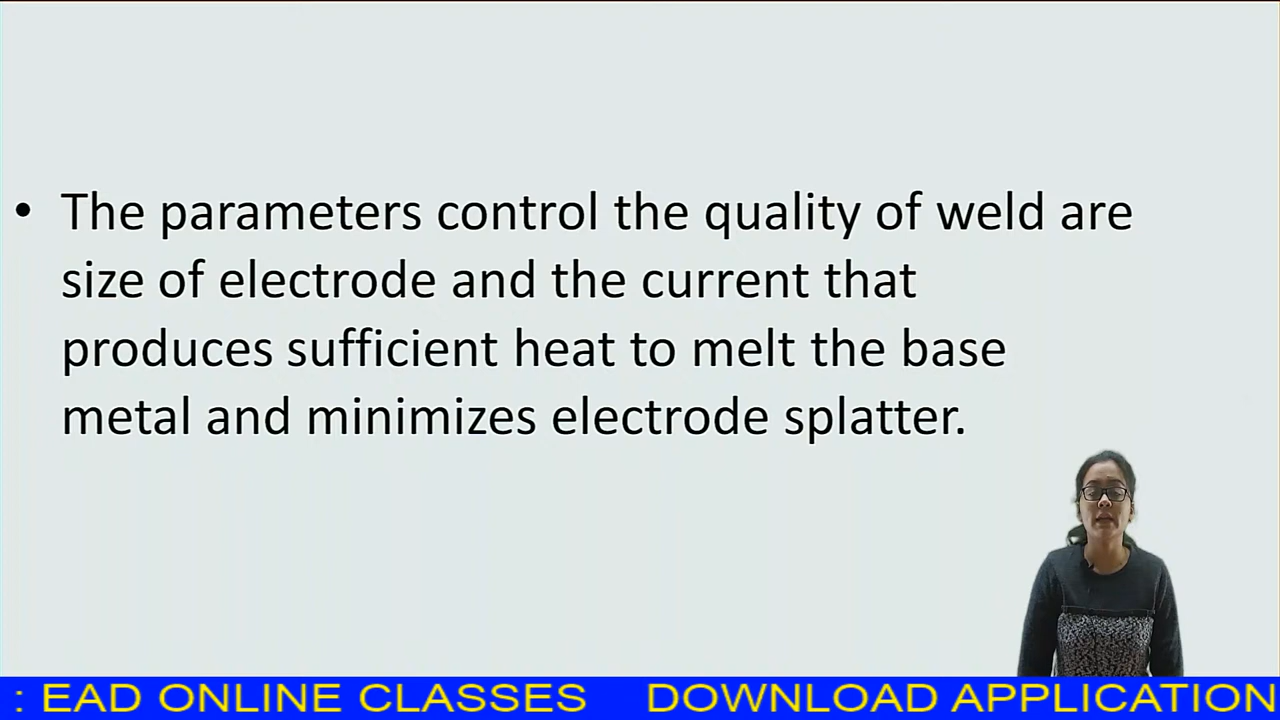 • The parameters control the quality of weld are
size of electrode and the current that
produces sufficient heat to melt the base
metal and minimizes electrode splatter.
: EAD ONLINE CLASSES DOWNLOAD APPLICATION